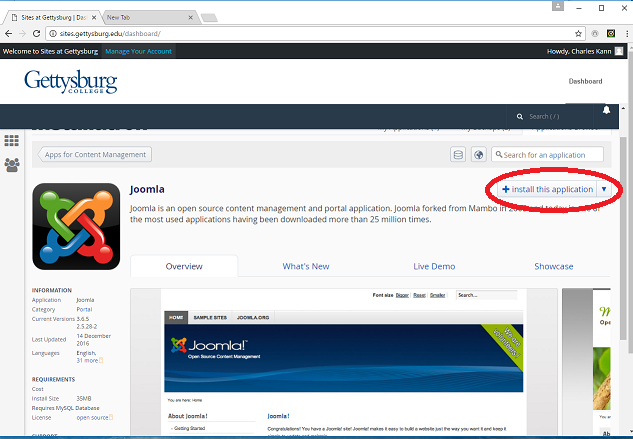 Sites at Gettysburg | Das
New Tab
sites.gettysburg.edu/dashboard/
Welcome to Sites at Gettysburg Manage Your Account
Howdy, Charles Kann
Gettysburg
COLLEGE
Dashboard
Search ( / )
Apps for Content Management
Search for an application
Joomla
+ install this application
Joomla is an open source content management and portal application. Joomla forked from Mambo in
the most used applications having been downloaded more than 25 million times.
Overview
What's New
Live Demo
Showcase
INFORMATION
Application Joomla
Category Portal
Current Versions 3.6.5
2.5.28-2
Last Updated 14 December
2016
Languages English,
31 more
REQUIREMENTS
Cost
Install Size 35MB
Requires MySQL Database
License open source
Font size Bigger Reset Smaller
Search...
HOME SAMPLE SITES JOOMLA.ORG
Joomla!
Open Source Content Management
We are
volunteers!
You are here: Home
About Joomla!
Getting Started
Joomla!
Congratulations! You have a Joomla! site! Joomla! makes it easy to build a website just the way you want it and keep it